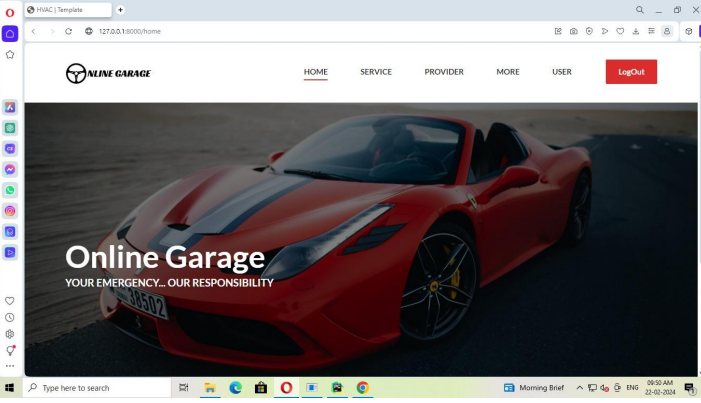 HVAC | Template
127.0.0.1:8000/home
NLINE GARAGE
HOME SERVICE PROVIDER MORE USER LogOut
Online Garage
YOUR EMERGENCY... OUR RESPONSIBILITY
38502
Type here to search
Morning Brief
ENG
09:50 AM
22-02-2024